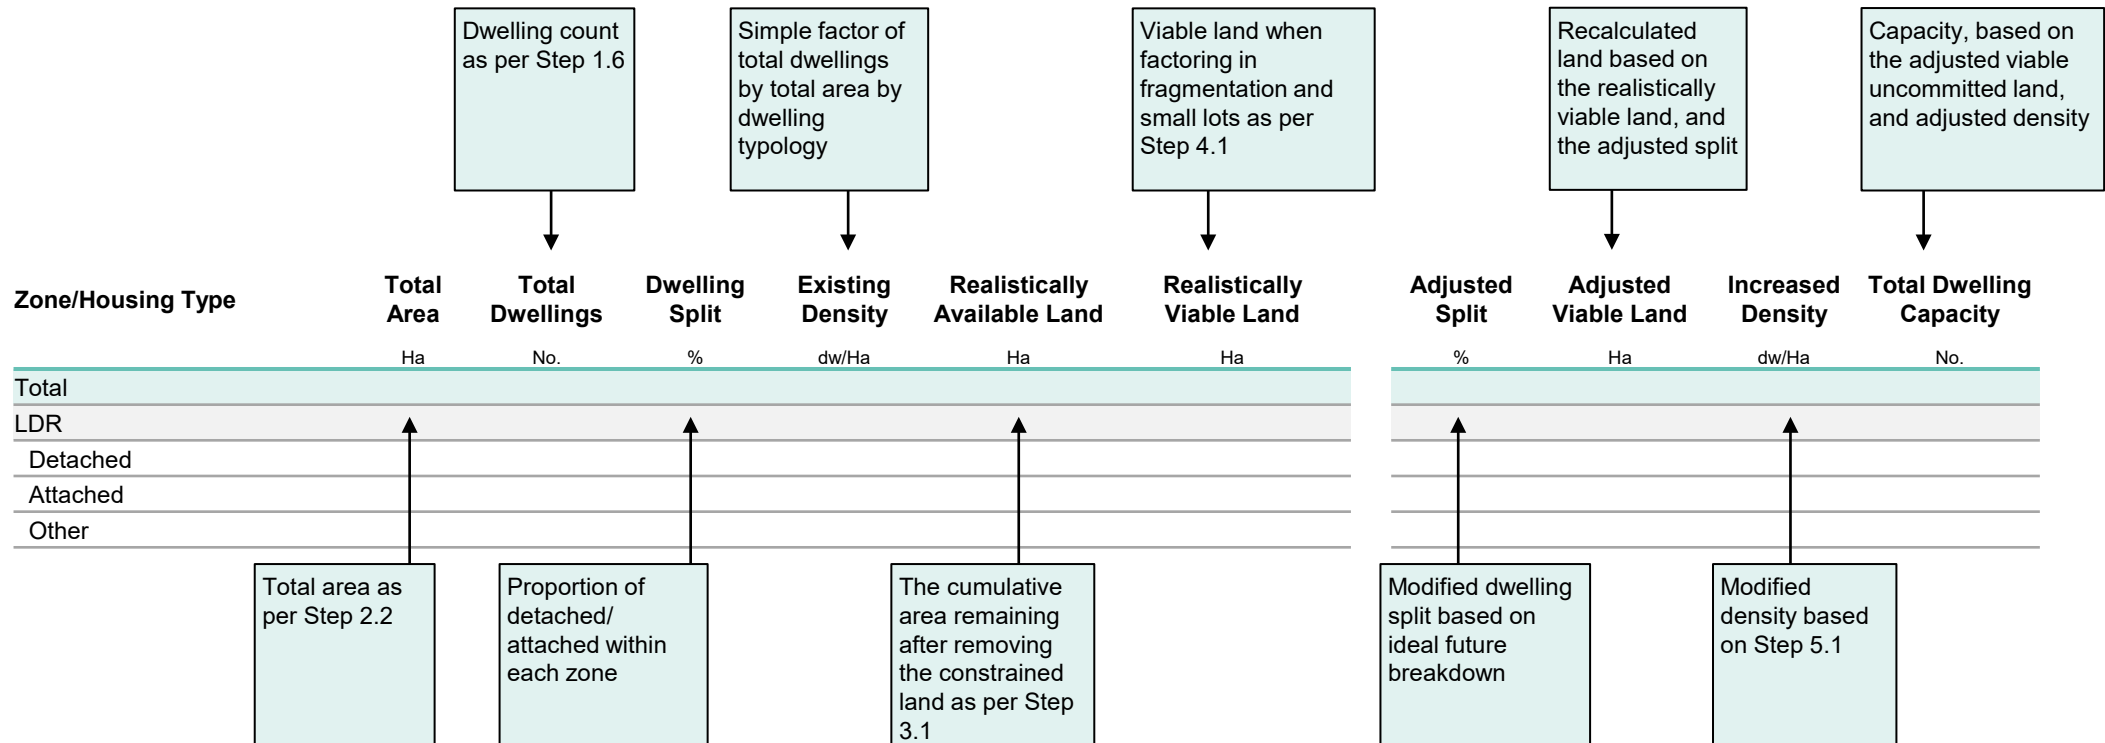 Dwelling count
as per Step 1.6
Simple factor of
total dwellings
by total area by
dwelling
typology
Viable land when
factoring in
fragmentation and
small lots as per
Step 4.1
Recalculated
land based on
the realistically
viable land, and
the adjusted split
Capacity, based on
the adjusted viable
uncommitted land,
and adjusted density
Zone/Housing Type
Total
Area
Total
Dwellings
Dwelling
Split
Existing
Density
Realistically
Available Land
Realistically
Viable Land
Adjusted
Split
Adjusted
Viable Land
Increased
Density
Total Dwelling
Capacity
Ha No. % dw/Ha Ha Ha % Ha dw/Ha No.
Total
LDR
Detached
Attached
Other
Total area as
per Step 2.2
Proportion of
detached/
attached within
each zone
The cumulative
area remaining
after removing
the constrained
land as per Step
3.1
Modified dwelling
split based on
ideal future
breakdown
Modified
density based
on Step 5.1